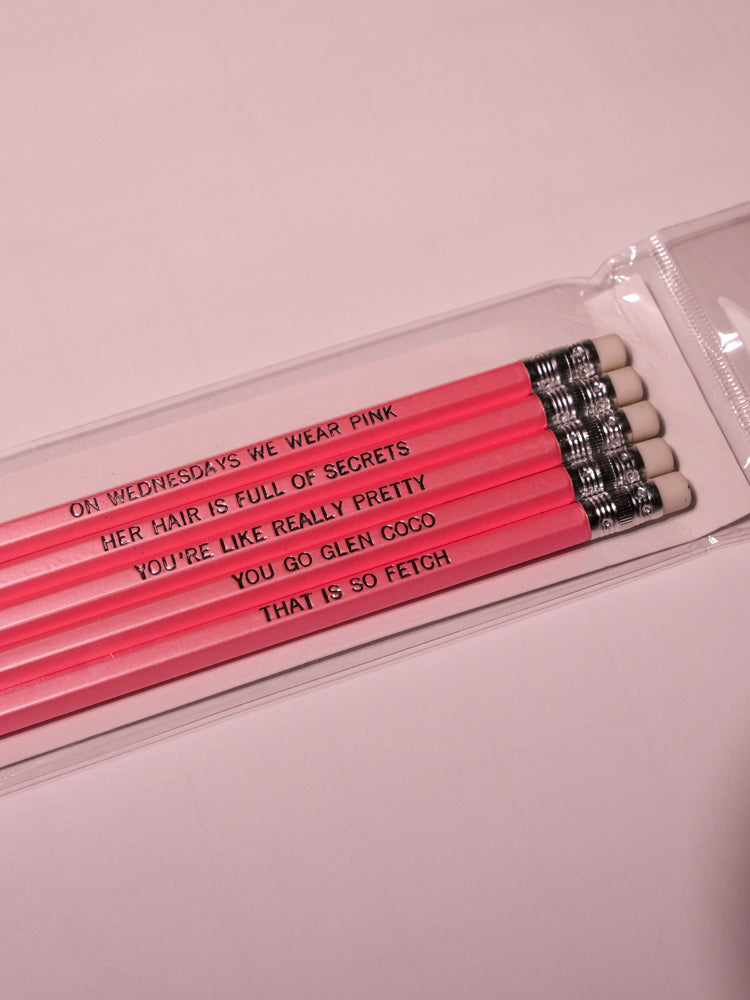 ON WEDNESDAYS WE WEAR PINK
HER HAIR IS FULL OF SECRETS
YOU'RE LIKE REALLY PRETTY
YOU GO GLEN COCO
THAT IS SO FETCH